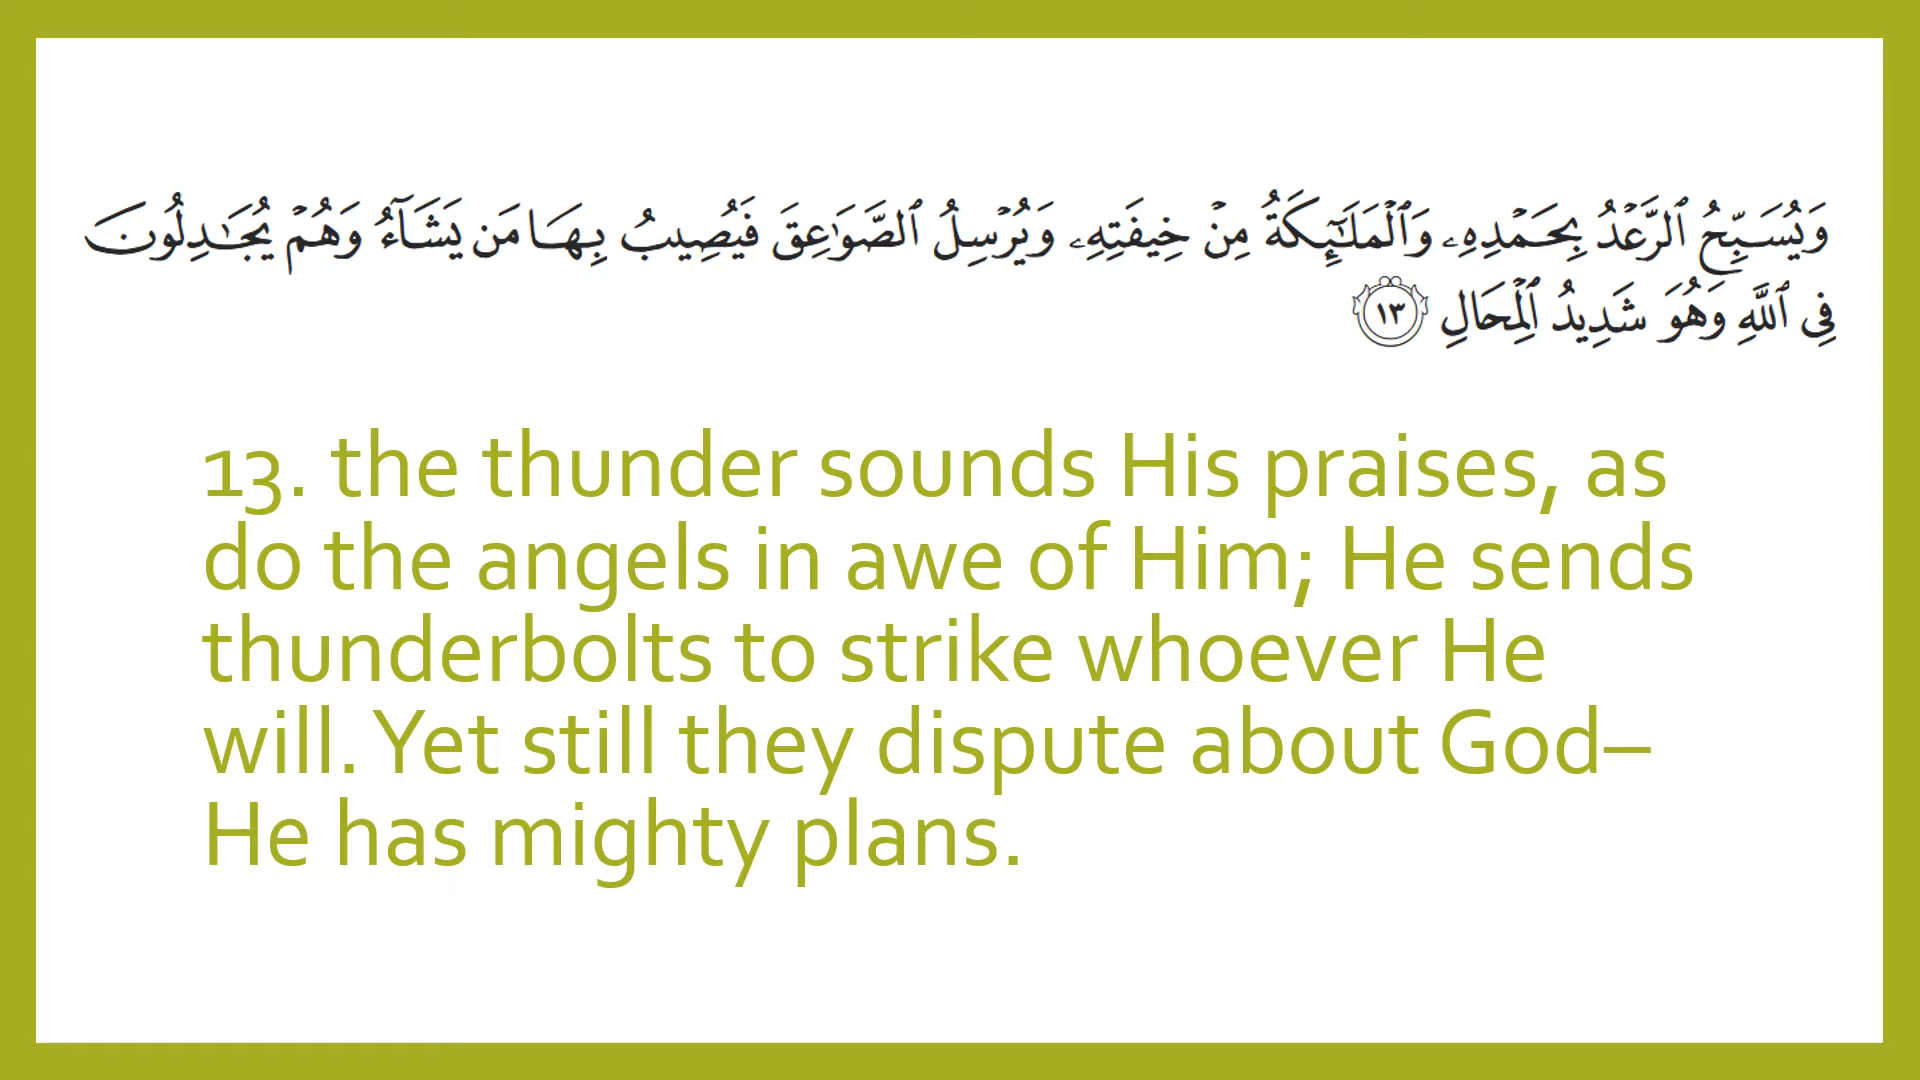 وَيُسَبِّحُ ٱلرَّعْدُ بِحَمْدِهِۦ وَٱلْمَلَـٰٓئِكَةُ مِنْ خِيفَتِهِۦ وَيُرْسِلُ ٱلصَّوَٰعِقَ فَيُصِيبُ بِهَا مَن يَشَآءُ وَهُمْ يُجَـٰدِلُونَ
فِى ٱللَّهِ وَهُوَ شَدِيدُ ٱلْمِحَالِ ١٣
13. the thunder sounds His praises, as
do the angels in awe of Him; He sends
thunderbolts to strike whoever He
will. Yet still they dispute about God–
He has mighty plans.